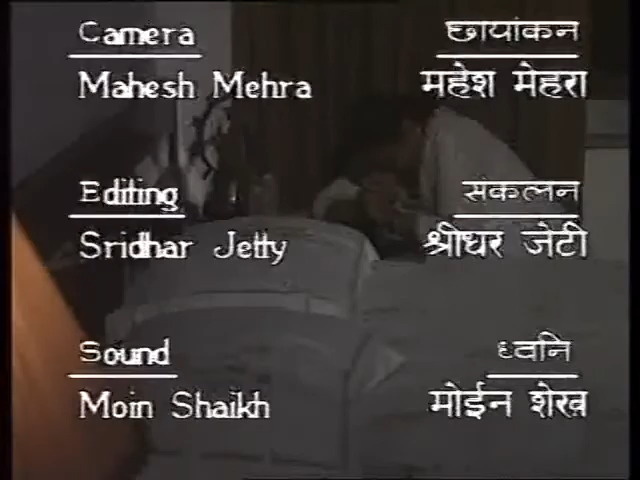 Camera छायांकन
Mahesh Mehra महेश मेहरा
Editing संकलन
Sridhar Jetty श्रीधर जेटी
Sound ध्वनि
Moin Shaikh मोईन शेख